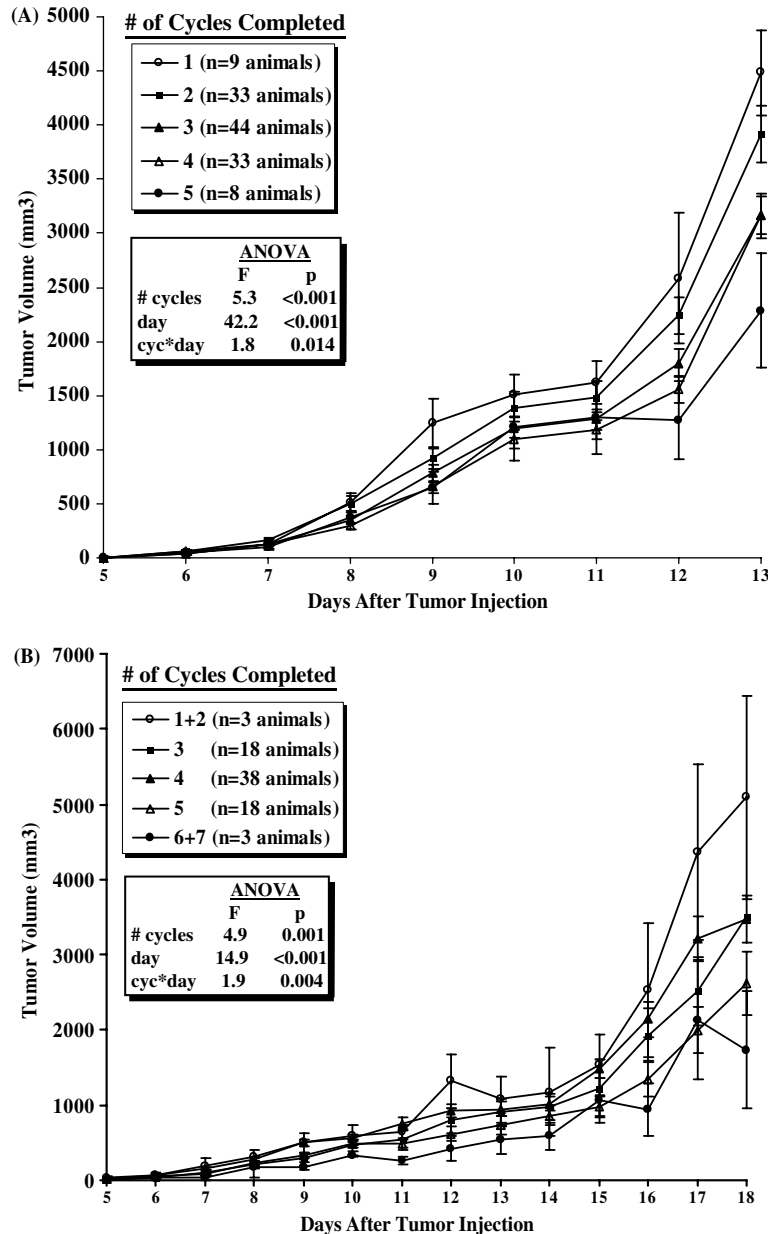 (A)
# of Cycles Completed
1 (n=9 animals)
2 (n=33 animals)
3 (n=44 animals)
4 (n=33 animals)
5 (n=8 animals)
ANOVA
F p
# cycles 5.3 <0.001
day 42.2 <0.001
cyc*day 1.8 0.014
Tumor Volume (mm3)
5000
4500
4000
3500
3000
2500
2000
1500
1000
500
0
5 6 7 8 9 10 11 12 13
Days After Tumor Injection
(B)
# of Cycles Completed
1+2 (n=3 animals)
3 (n=18 animals)
4 (n=38 animals)
5 (n=18 animals)
6+7 (n=3 animals)
ANOVA
F p
# cycles 4.9 0.001
day 14.9 <0.001
cyc*day 1.9 0.004
Tumor Volume (mm3)
7000
6000
5000
4000
3000
2000
1000
0
5 6 7 8 9 10 11 12 13 14 15 16 17 18
Days After Tumor Injection